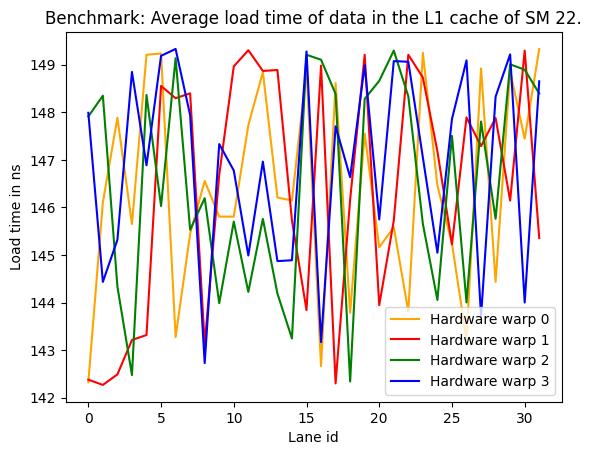 Benchmark: Average load time of data in the L1 cache of SM 22.
Load time in ns
149
148
147
146
145
144
143
142
0
5
10
15
20
25
30
Lane id
Hardware warp 0
Hardware warp 1
Hardware warp 2
Hardware warp 3